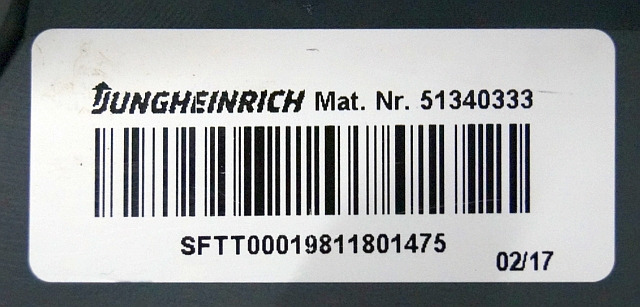 JUNGHEINRICH Mat. Nr. 51340333
SFTT00019811801475
02/17